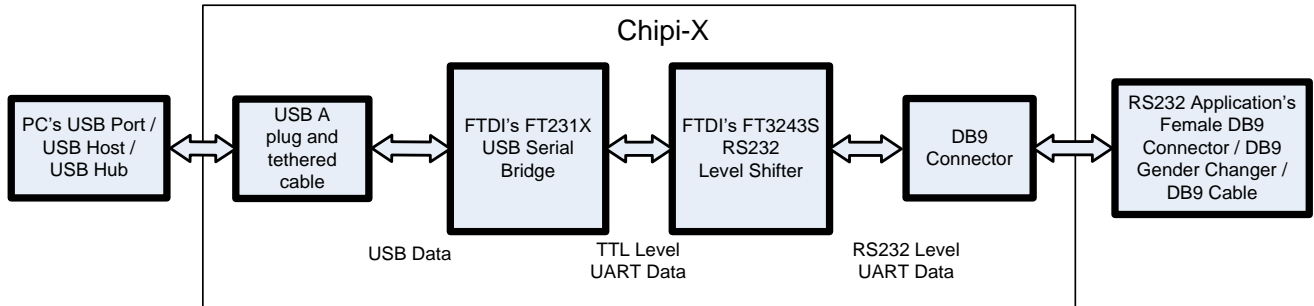 Chipi-X
PC's USB Port /
USB Host /
USB Hub
USB A
plug and
tethered
cable
FTDI's FT231X
USB Serial
Bridge
FTDI's FT3243S
RS232
Level Shifter
DB9
Connector
RS232 Application's
Female DB9
Connector / DB9
Gender Changer /
DB9 Cable
USB Data
TTL Level
UART Data
RS232 Level
UART Data